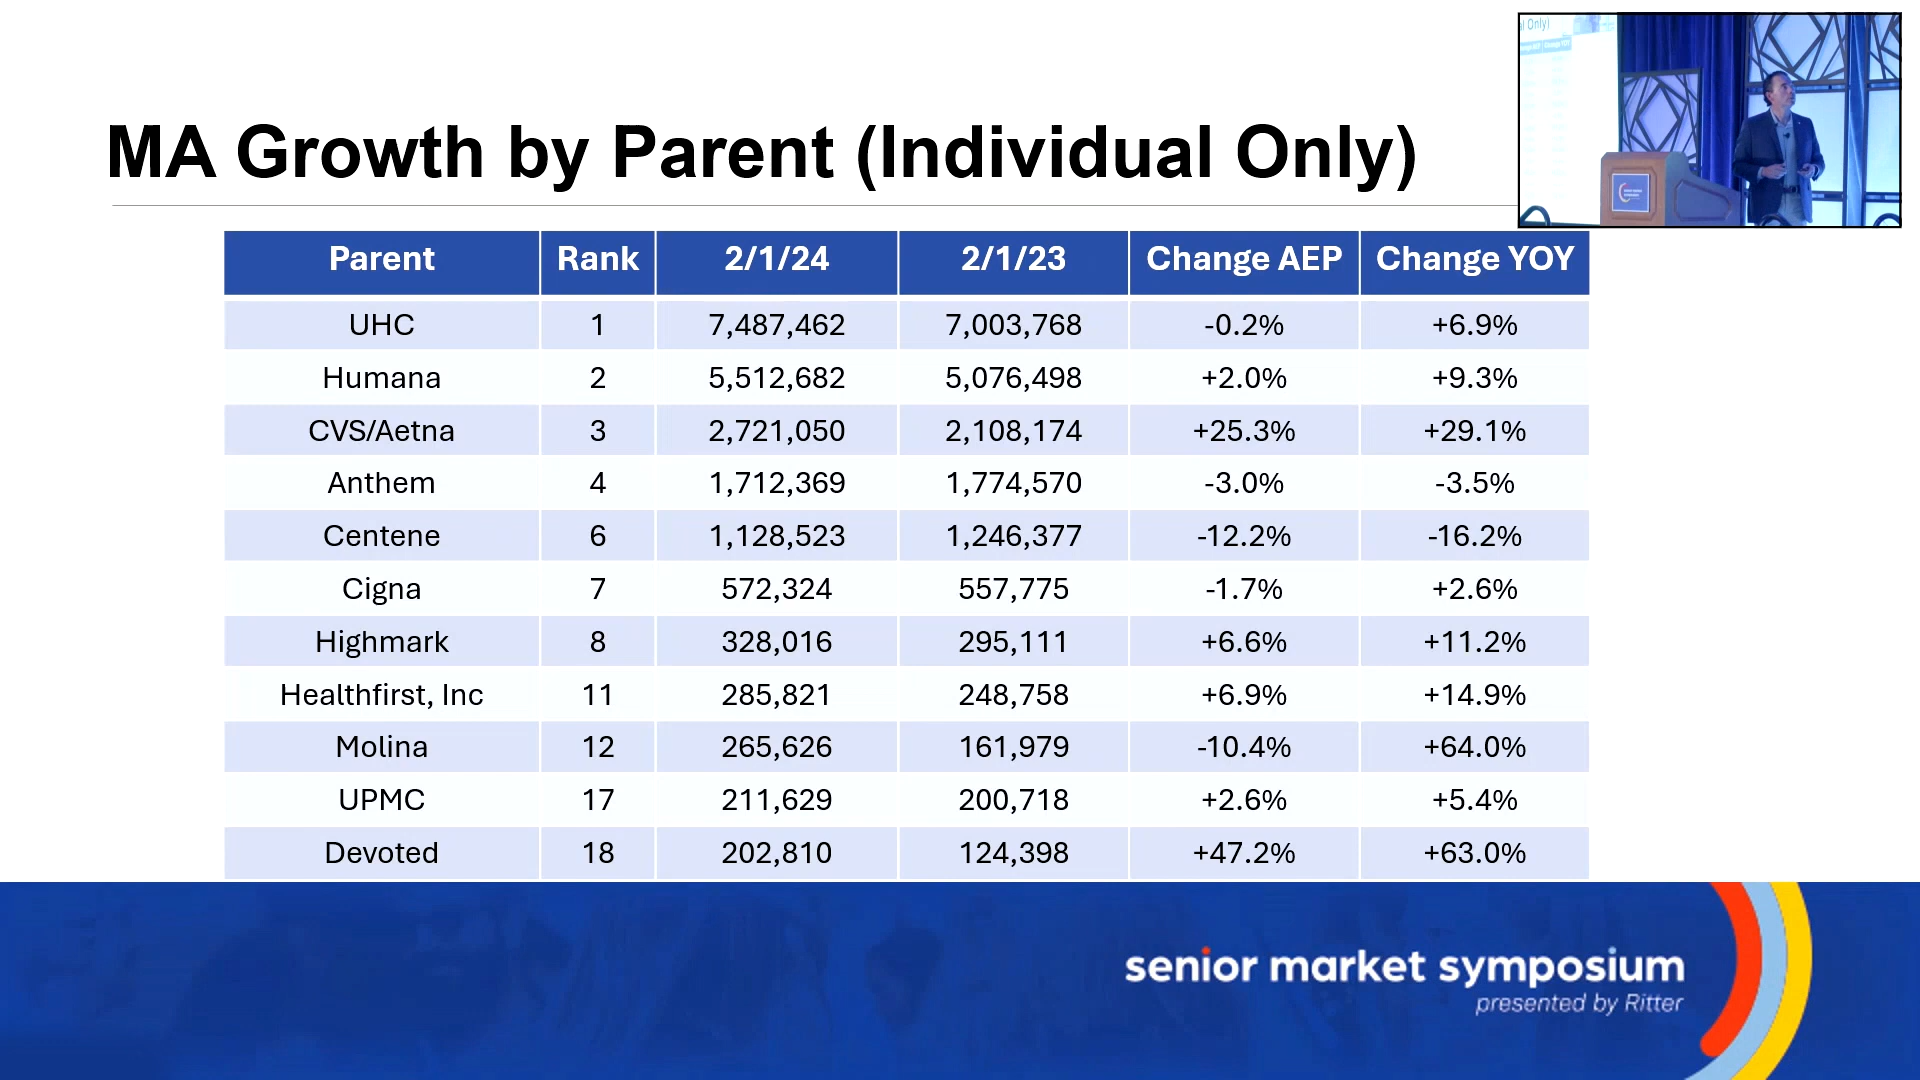 MA Growth by Parent (Individual Only)
Parent Rank 2/1/24 2/1/23 Change AEP Change YOY
UHC 1 7,487,462 7,003,768 -0.2% +6.9%
Humana 2 5,512,682 5,076,498 +2.0% +9.3%
CVS/Aetna 3 2,721,050 2,108,174 +25.3% +29.1%
Anthem 4 1,712,369 1,774,570 -3.0% -3.5%
Centene 6 1,128,523 1,246,377 -12.2% -16.2%
Cigna 7 572,324 557,775 -1.7% +2.6%
Highmark 8 328,016 295,111 +6.6% +11.2%
Healthfirst, Inc 11 285,821 248,758 +6.9% +14.9%
Molina 12 265,626 161,979 -10.4% +64.0%
UPMC 17 211,629 200,718 +2.6% +5.4%
Devoted 18 202,810 124,398 +47.2% +63.0%
senior market symposium
presented by Ritter